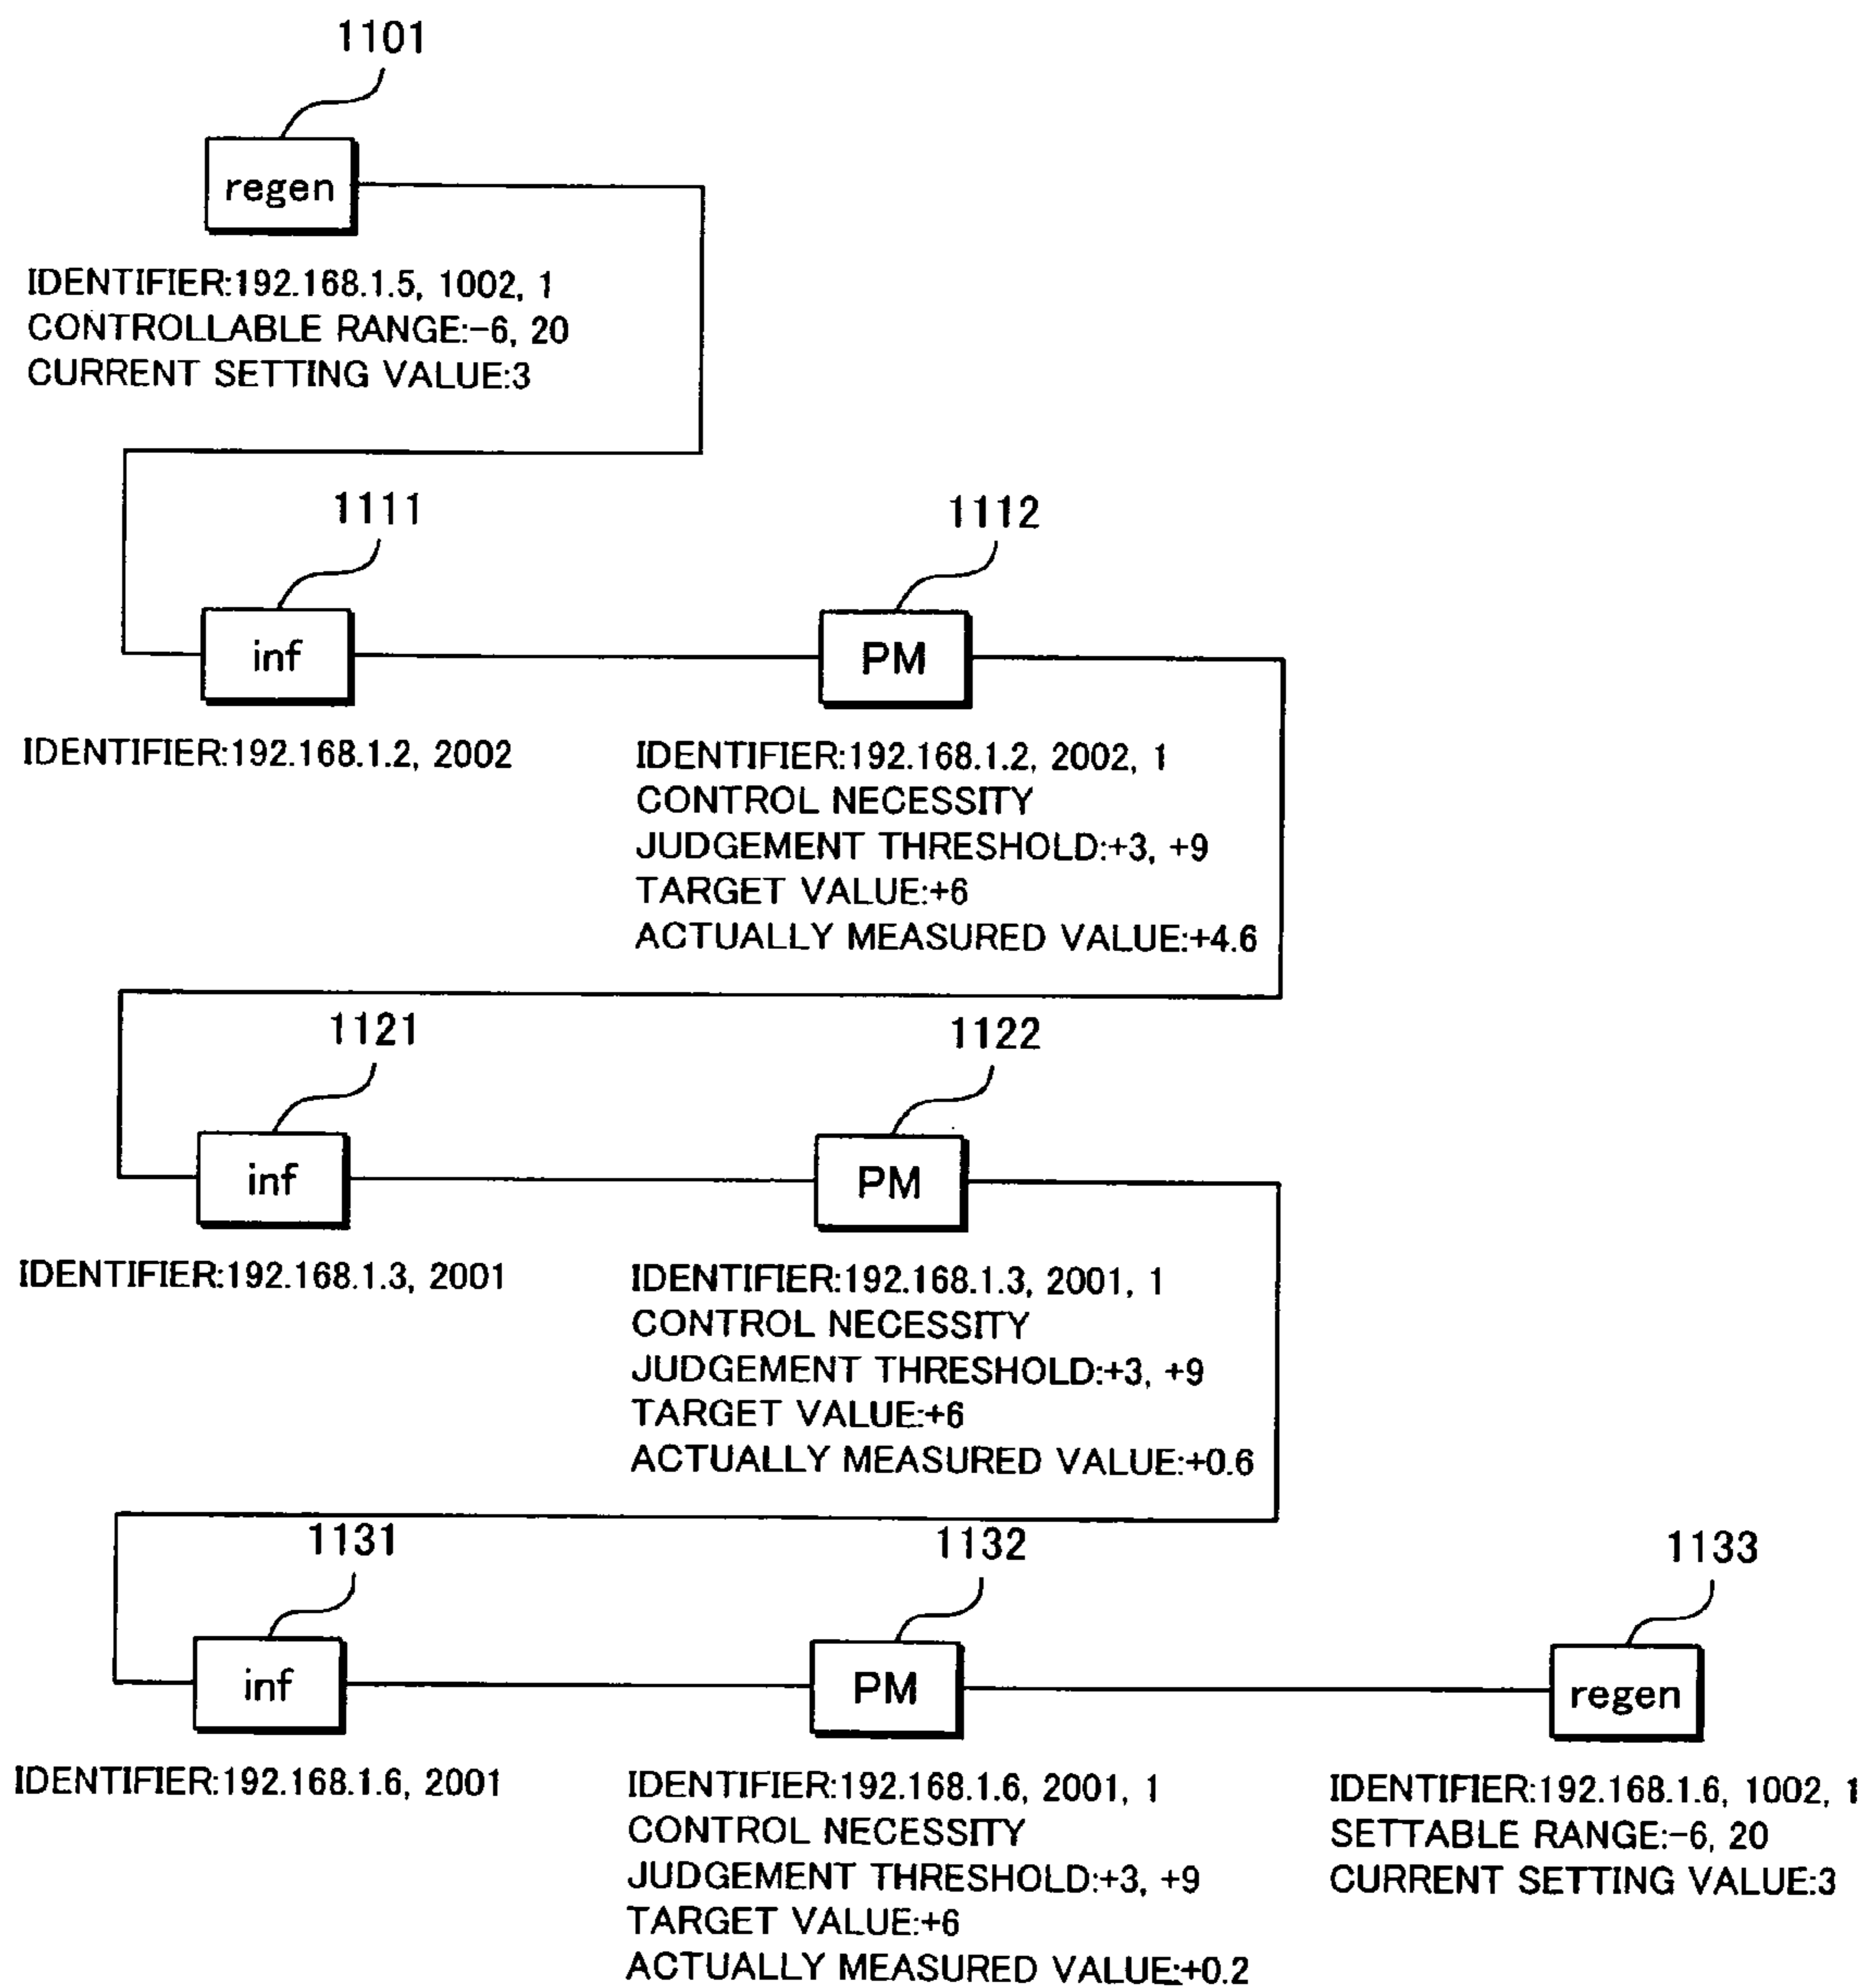 1101
regen
IDENTIFIER:192.168.1.5, 1002, 1
CONTROLLABLE RANGE:-6, 20
CURRENT SETTING VALUE:3
1111
1112
inf
PM
IDENTIFIER:192.168.1.2, 2002
IDENTIFIER:192.168.1.2, 2002, 1
CONTROL NECESSITY
JUDGEMENT THRESHOLD:+3, +9
TARGET VALUE:+6
ACTUALLY MEASURED VALUE:+4.6
1121
1122
inf
PM
IDENTIFIER:192.168.1.3, 2001
IDENTIFIER:192.168.1.3, 2001, 1
CONTROL NECESSITY
JUDGEMENT THRESHOLD:+3, +9
TARGET VALUE:+6
ACTUALLY MEASURED VALUE:+0.6
1131
1132
1133
inf
PM
regen
IDENTIFIER:192.168.1.6, 2001
IDENTIFIER:192.168.1.6, 2001, 1
CONTROL NECESSITY
JUDGEMENT THRESHOLD:+3, +9
TARGET VALUE:+6
ACTUALLY MEASURED VALUE:+0.2
IDENTIFIER:192.168.1.6, 1002, 1
SETTABLE RANGE:-6, 20
CURRENT SETTING VALUE:3